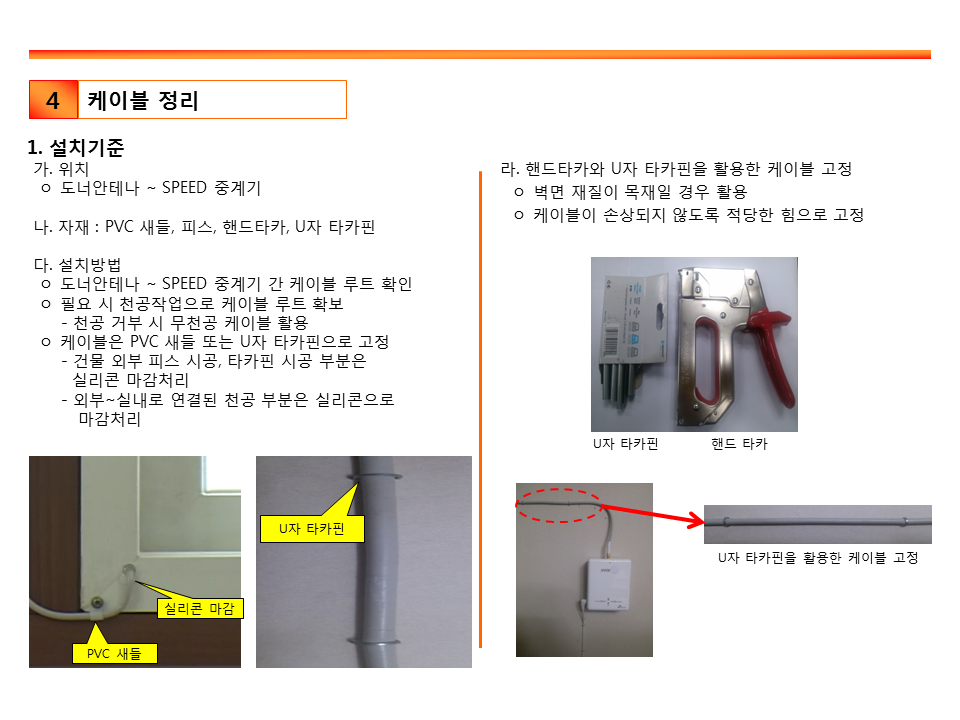 4 케이블 정리
1. 설치기준
가. 위치
ㅇ 도너안테나 ~ SPEED 중계기
나. 자재 : PVC 새들, 피스, 핸드타카, U자 타카핀
다. 설치방법
ㅇ 도너안테나 ~ SPEED 중계기 간 케이블 루트 확인
ㅇ 필요 시 천공작업으로 케이블 루트 확보
- 천공 거부 시 무천공 케이블 활용
ㅇ 케이블은 PVC 새들 또는 U자 타카핀으로 고정
- 건물 외부 피스 시공, 타카핀 시공 부분은
실리콘 마감처리
- 외부~실내로 연결된 천공 부분은 실리콘으로
마감처리
실리콘 마감
PVC 새들
U자 타카핀
라. 핸드타카와 U자 타카핀을 활용한 케이블 고정
ㅇ 벽면 재질이 목재일 경우 활용
ㅇ 케이블이 손상되지 않도록 적당한 힘으로 고정
U자 타카핀
핸드 타카
U자 타카핀을 활용한 케이블 고정